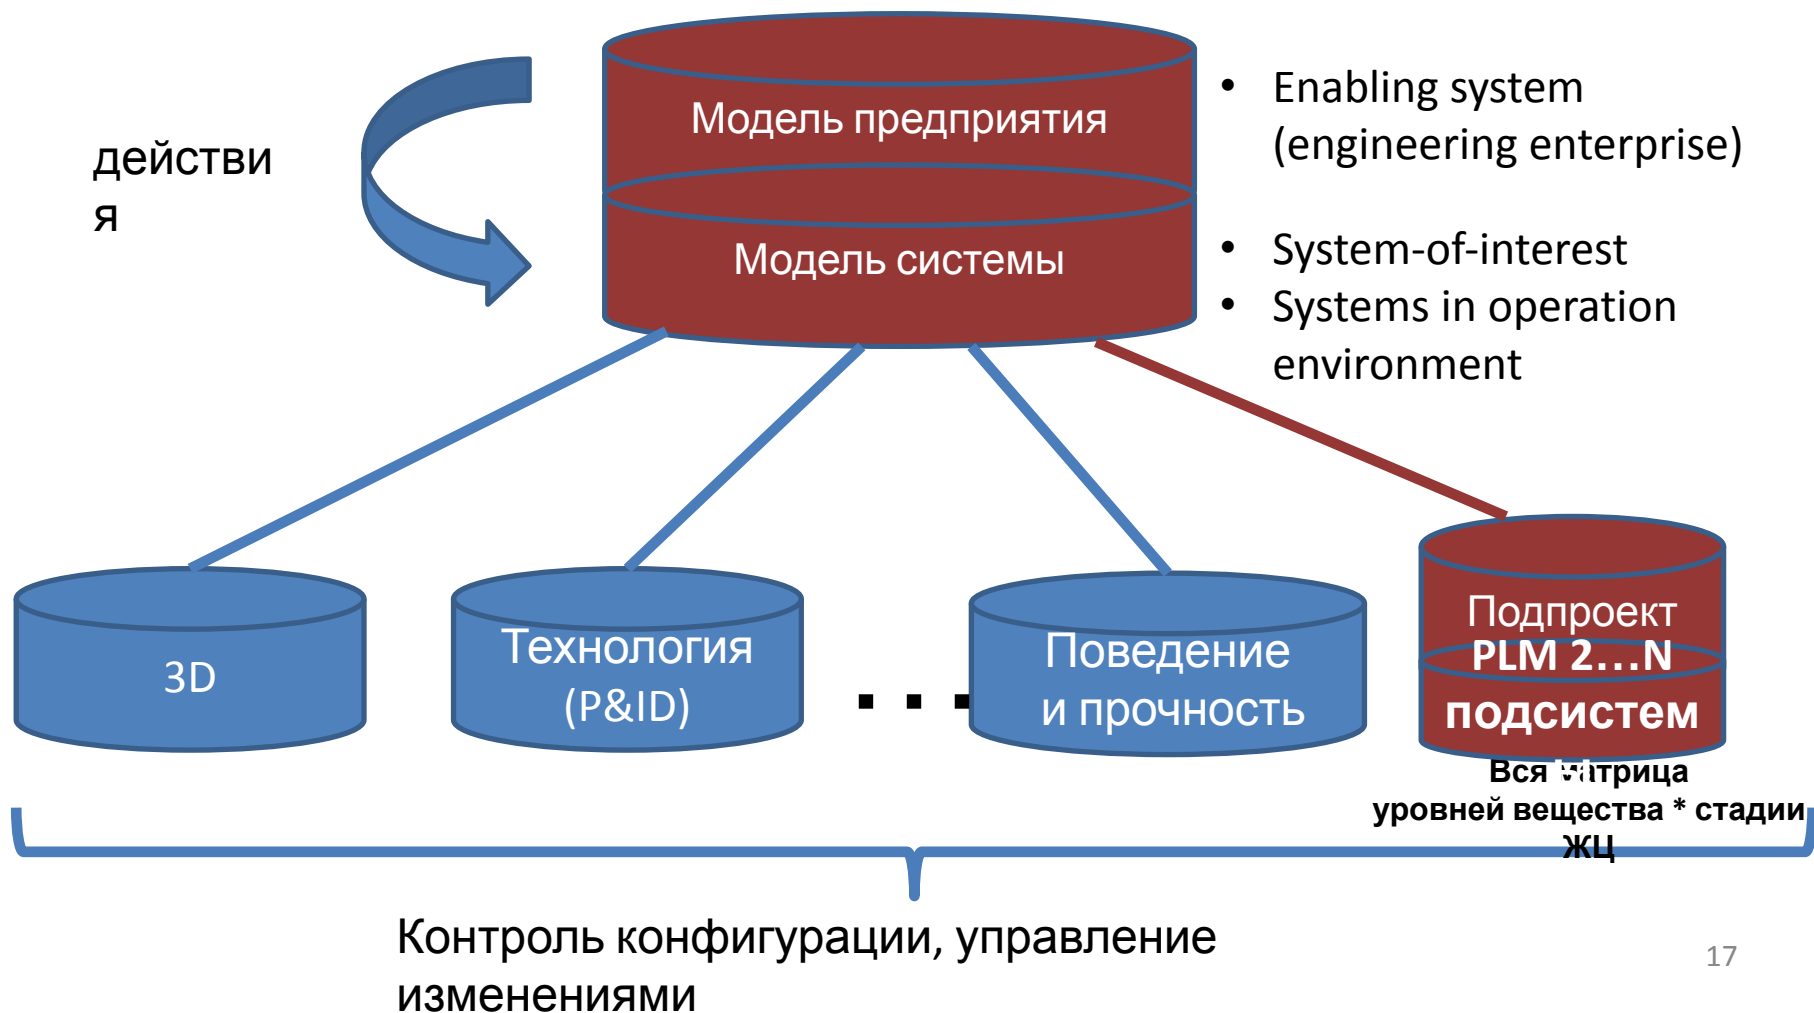 действи
я
Модель предприятия
Модель системы
• Enabling system
(engineering enterprise)
• System-of-interest
• Systems in operation
environment
3D
Технология
(P&ID)
. . .
Поведение
и прочность
Подпроект
PLM 2...N
подсистем
Вся матрица
уровней вещества * стадии
ЖЦ
Контроль конфигурации, управление
изменениями
17